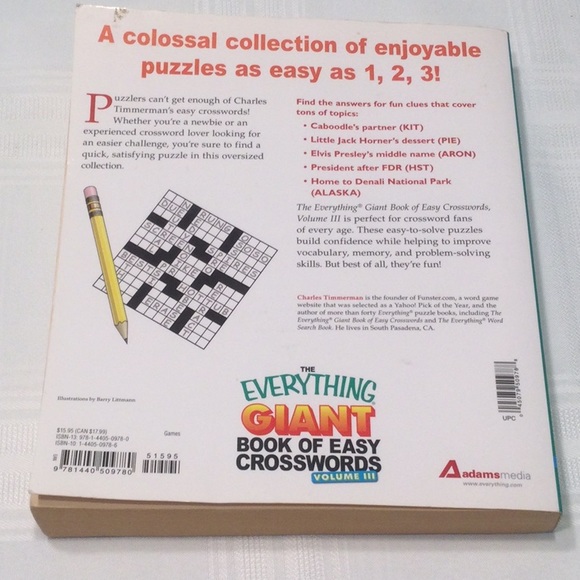 A colossal collection of enjoyable
puzzles as easy as 1, 2, 3!
Puzzlers can't get enough of Charles
Timmerman's easy crosswords!
Whether you're a newbie or an
experienced crossword lover looking for
an easier challenge, you're sure to find a
quick, satisfying puzzle in this oversized
collection.
Find the answers for fun clues that cover
tons of topics:
• Caboodle's partner (KIT)
• Little Jack Horner's dessert (PIE)
• Elvis Presley's middle name (ARON)
• President after FDR (HST)
• Home to Denali National Park
(ALASKA)
The Everything® Giant Book of Easy Crosswords,
Volume III is perfect for crossword fans
of every age. These easy-to-solve puzzles
build confidence while helping to improve
vocabulary, memory, and problem-solving
skills. But best of all, they're fun!
Charles Timmerman is the founder of Funster.com, a word game
website that was selected as a Yahoo! Pick of the Year, and the
author of more than forty Everything® puzzle books, including The
Everything® Giant Book of Easy Crosswords and The Everything® Word
Search Book. He lives in South Pasadena, CA.
Illustrations by Barry Littmann
$15.95 (CAN $17.99)
ISBN-13: 978-1-4405-0978-0
ISBN-10: 1-4405-0978-6
Games
51595
9 781440 509780
THE
EVERYTHING®
GIANT
BOOK OF EASY
CROSSWORDS
VOLUME III
UPC
adamsmedia
www.everything.com